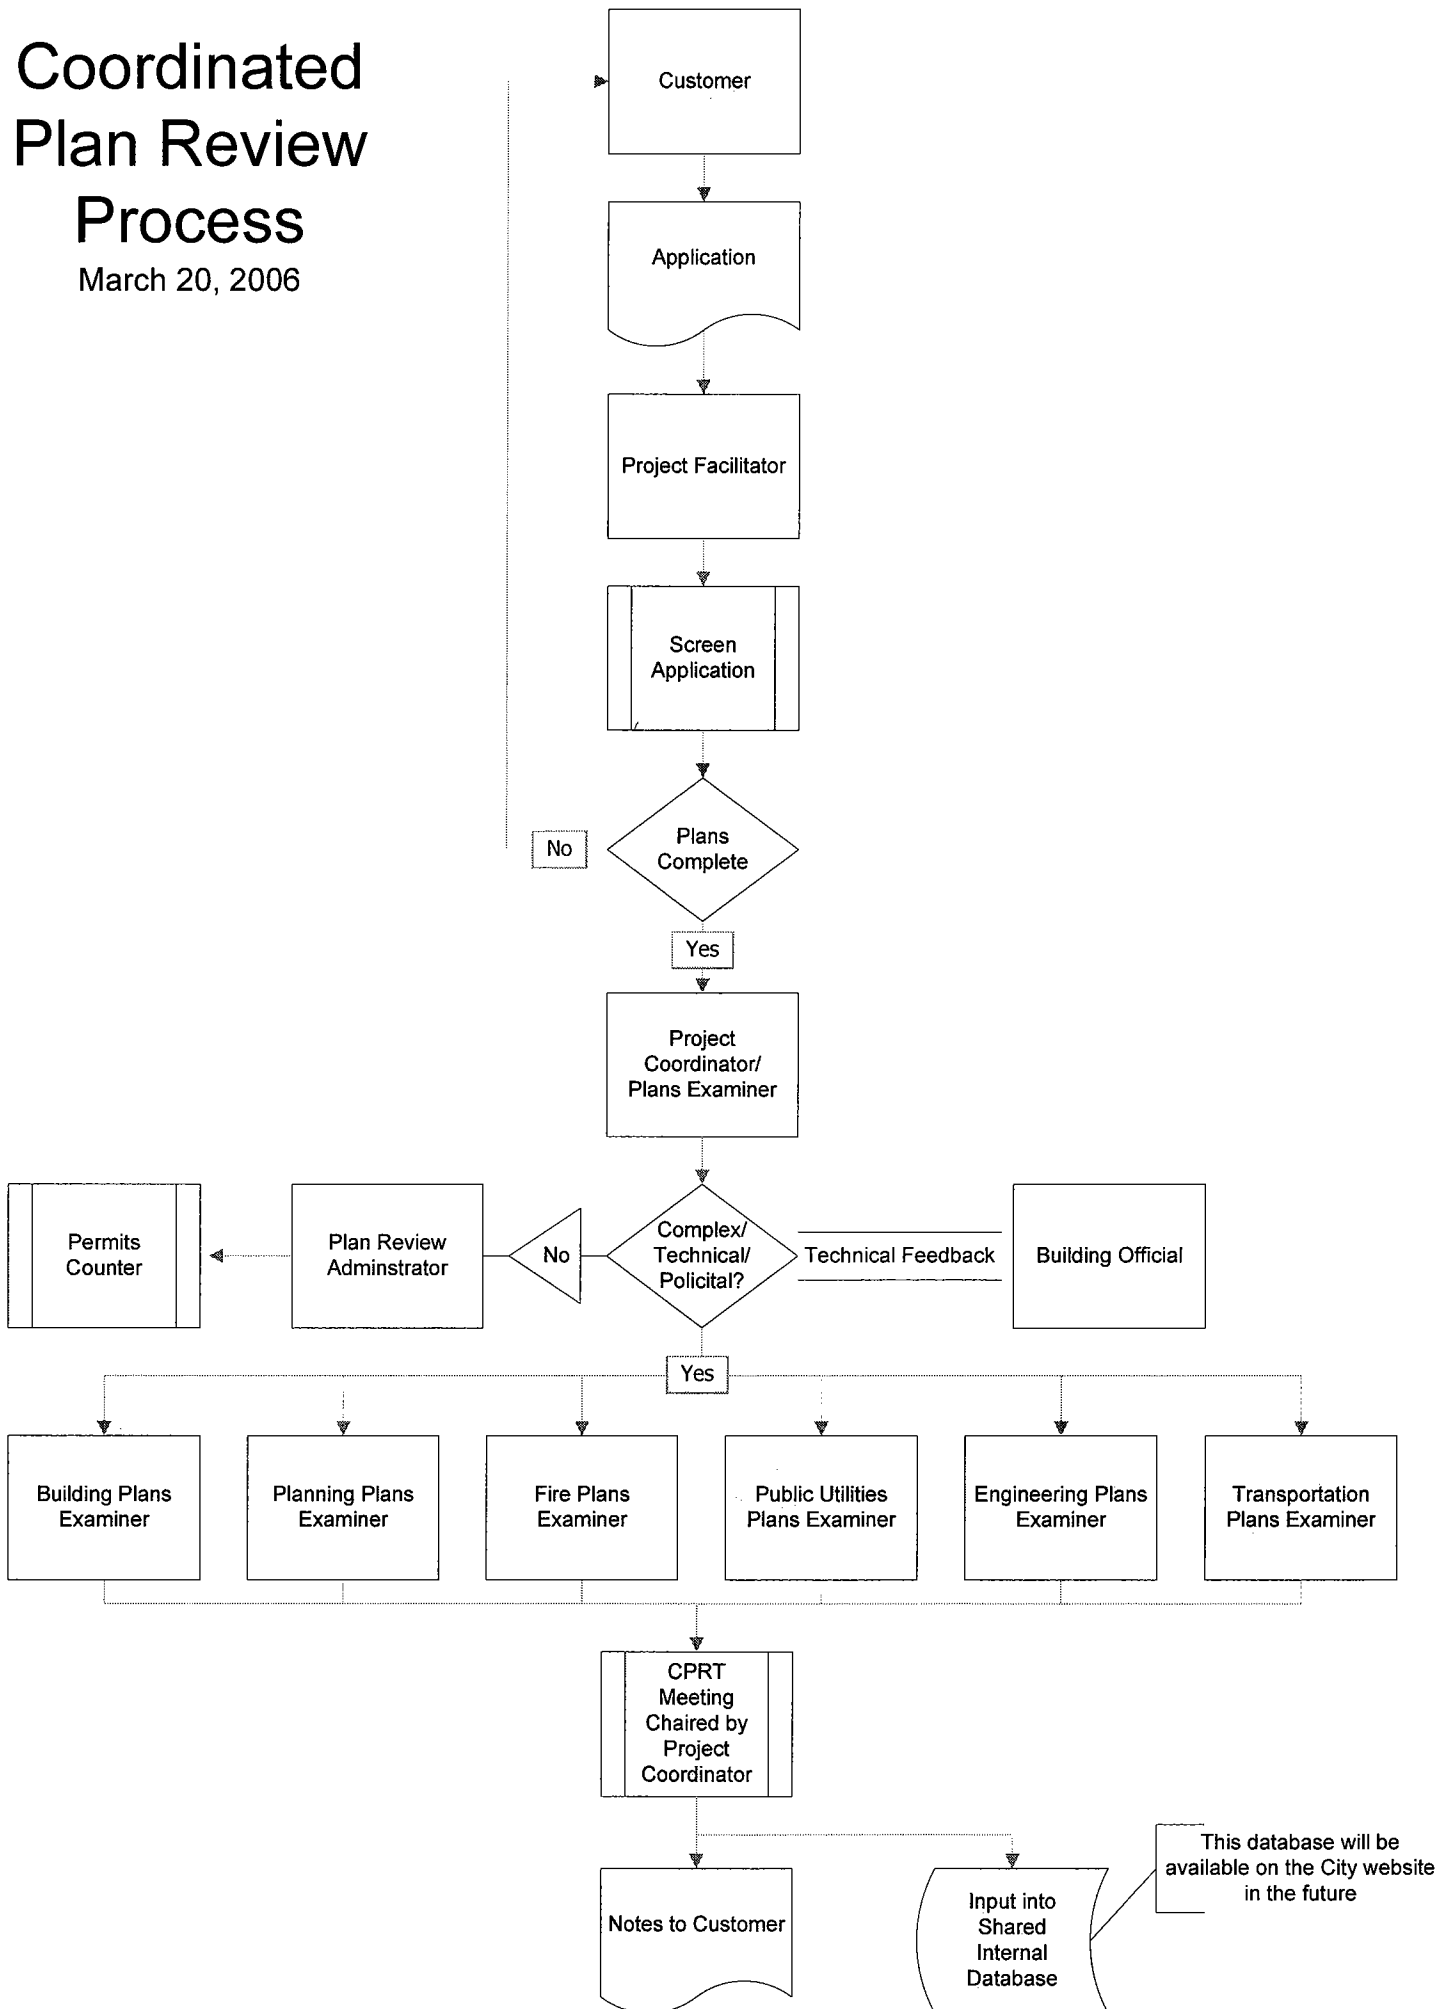 Coordinated
Plan Review
Process
March 20, 2006
Customer
Application
Project Facilitator
Screen
Application
Plans
Complete
No
Yes
Project
Coordinator/
Plans Examiner
Permits
Counter
Plan Review
Adminstrator
No
Complex/
Technical/
Policital?
Technical Feedback
Building Official
Yes
Building Plans
Examiner
Planning Plans
Examiner
Fire Plans
Examiner
Public Utilities
Plans Examiner
Engineering Plans
Examiner
Transportation
Plans Examiner
CPRT
Meeting
Chaired by
Project
Coordinator
Notes to Customer
Input into
Shared
Internal
Database
This database will be
available on the City website
in the future